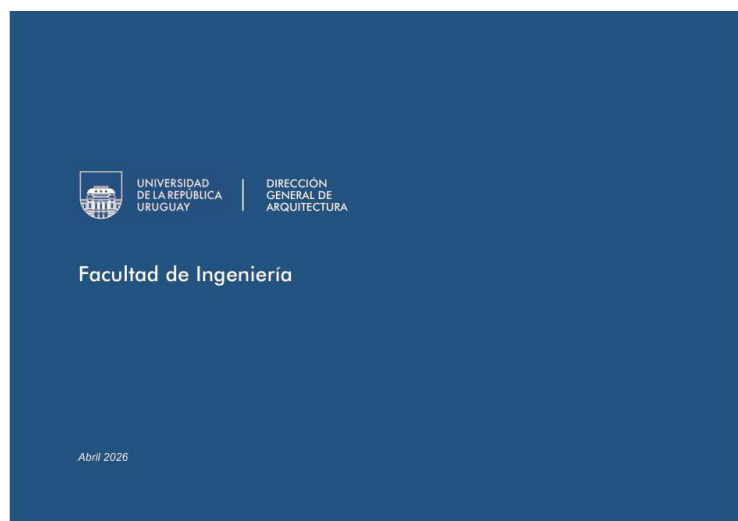 UNIVERSIDAD
DE LA REPÚBLICA
URUGUAY
DIRECCIÓN
GENERAL DE
ARQUITECTURA
Facultad de Ingeniería
Abril 2026